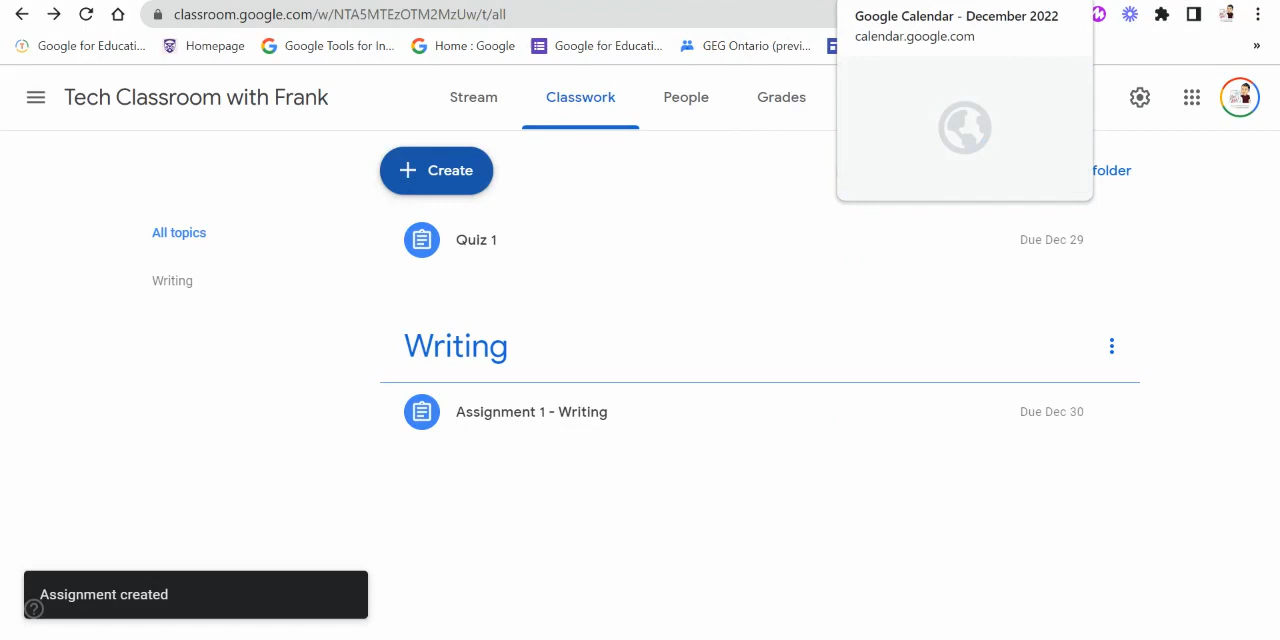 classroom.google.com/w/NTA5MTEzOTM2MzUw/t/all
Google Calendar - December 2022
calendar.google.com
Google for Educati...
Homepage
Google Tools for In...
Home : Google
Google for Educati...
GEG Ontario (previ...
»
Tech Classroom with Frank
Stream
Classwork
People
Grades
+ Create
folder
All topics
Writing
Quiz 1
Due Dec 29
Writing
Assignment 1 - Writing
Due Dec 30
Assignment created
?